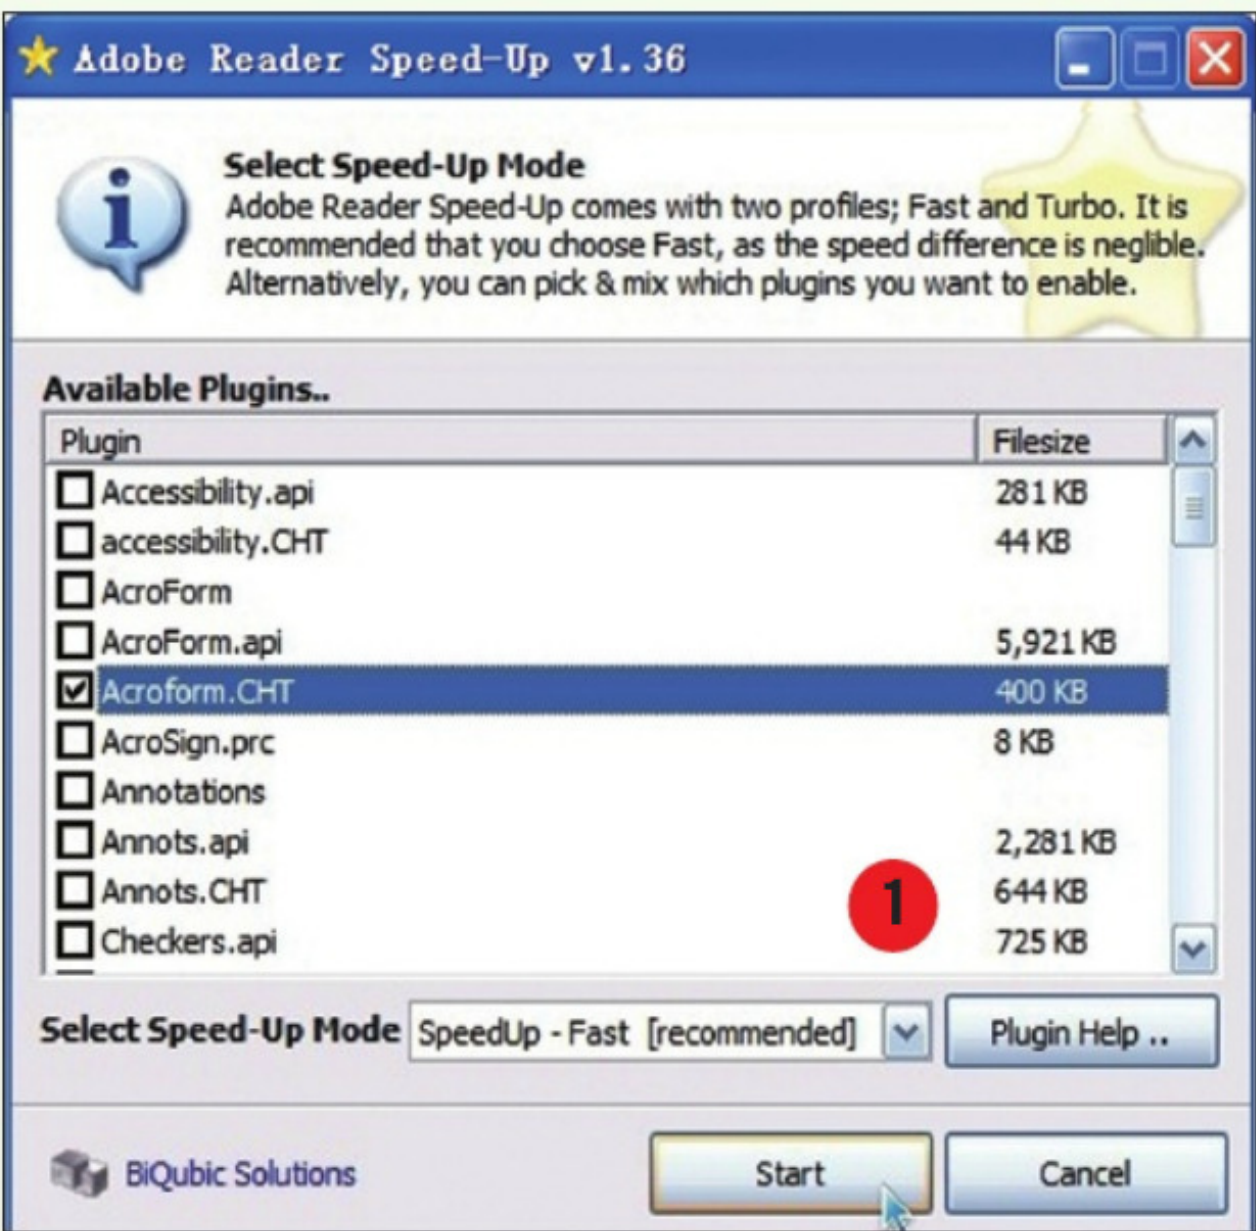 Adobe Reader Speed-Up v1.36
Select Speed-Up Mode
Adobe Reader Speed-Up comes with two profiles; Fast and Turbo. It is
recommended that you choose Fast, as the speed difference is neglible.
Alternatively, you can pick & mix which plugins you want to enable.
Available Plugins..
Plugin Filesize
Accessibility.api 281 KB
accessibility.CHT 44 KB
AcroForm
AcroForm.api 5,921 KB
Acroform.CHT 400 KB
AcroSign.prc 8 KB
Annotations
Annots.api 2,281 KB
Annots.CHT 644 KB
1
Checkers.api 725 KB
Select Speed-Up Mode SpeedUp - Fast [recommended] Plugin Help ..
BiQubic Solutions Start Cancel